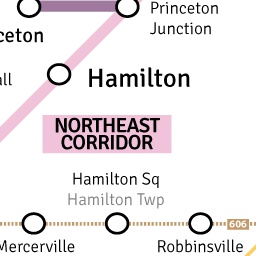 Princeton
Junction
ceton
all
Hamilton
NORTHEAST
CORRIDOR
Hamilton Sq
Hamilton Twp
606
Mercerville
Robbinsville